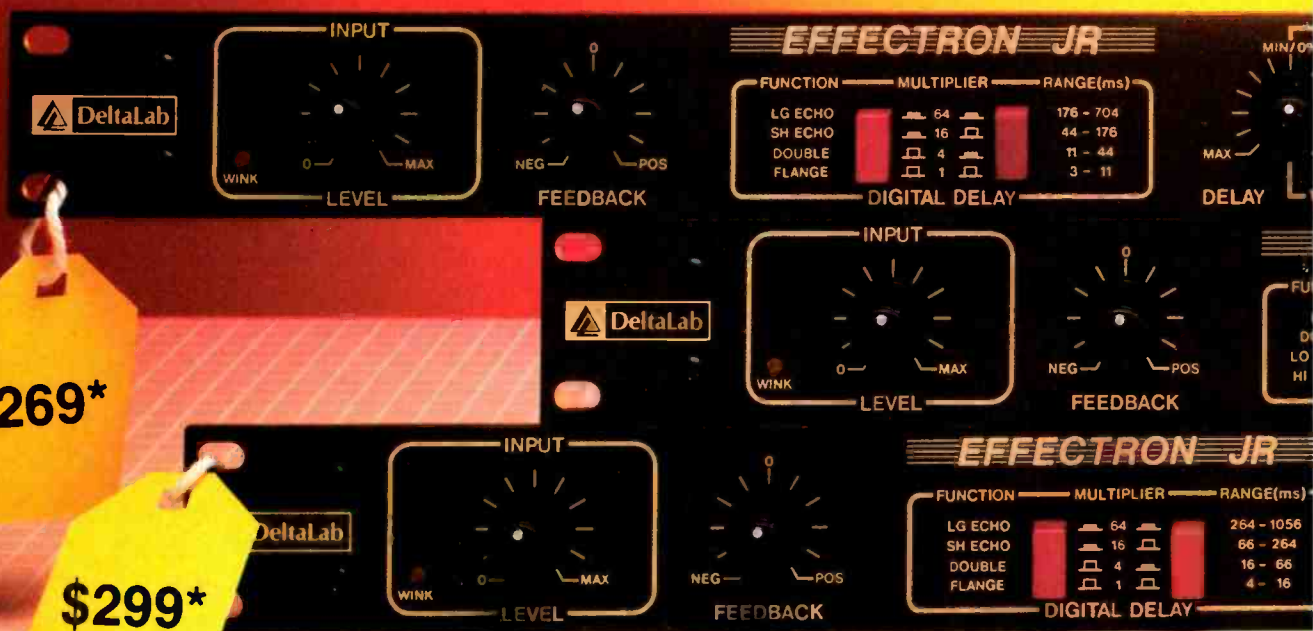 INPUT
0
EFFECTRON JR
MIN/0%
FUNCTION MULTIPLIER RANGE(ms)
DeltaLab
LG ECHO 64 176 - 704
SH ECHO 16 44 - 176
DOUBLE 4 11 - 44
FLANGE 1 3 - 11
WINK
0 MAX
NEG POS
MAX
LEVEL
FEEDBACK
DIGITAL DELAY
DELAY
INPUT
0
DeltaLab
WINK
0 MAX
NEG POS
LO
HI
LEVEL
FEEDBACK
269*
INPUT
0
EFFECTRON JR
FUNCTION MULTIPLIER RANGE(ms)
DeltaLab
LG ECHO 64 264 - 1056
SH ECHO 16 66 - 264
DOUBLE 4 16 - 66
FLANGE 1 4 - 16
WINK
0 MAX
NEG POS
LEVEL
FEEDBACK
DIGITAL DELAY
$299*